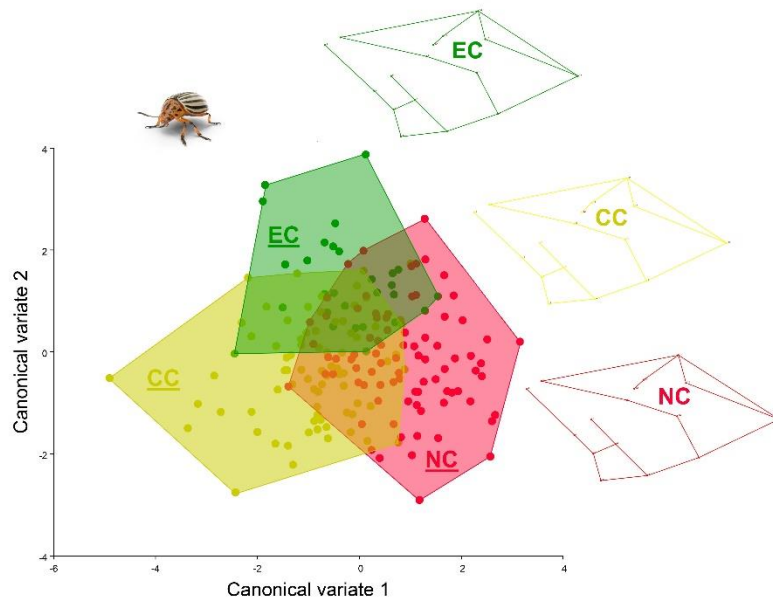 EC
CC
NC
4
2
0
-2
-4
-6
-4
-2
0
2
4
Canonical variate 2
Canonical variate 1
EC
CC
NC